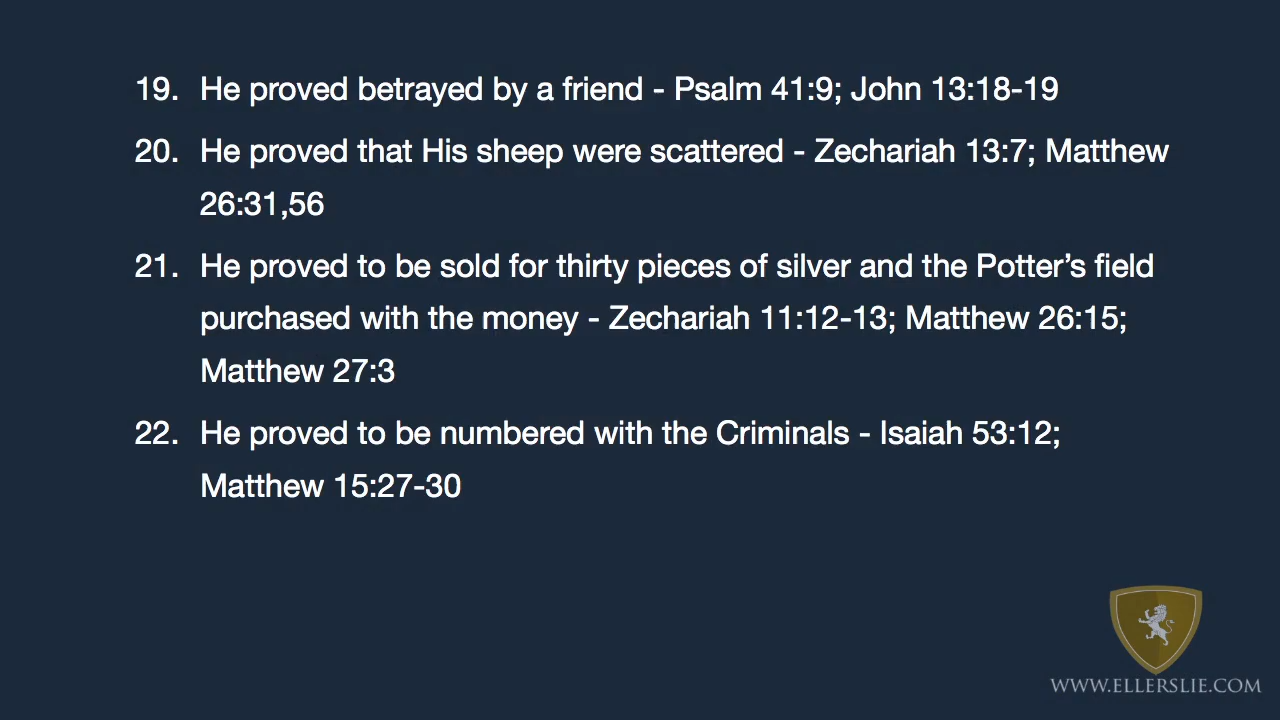 19. He proved betrayed by a friend - Psalm 41:9; John 13:18-19
20. He proved that His sheep were scattered - Zechariah 13:7; Matthew
26:31,56
21. He proved to be sold for thirty pieces of silver and the Potter’s field
purchased with the money - Zechariah 11:12-13; Matthew 26:15;
Matthew 27:3
22. He proved to be numbered with the Criminals - Isaiah 53:12;
Matthew 15:27-30
WWW.ELLERSLIE.COM